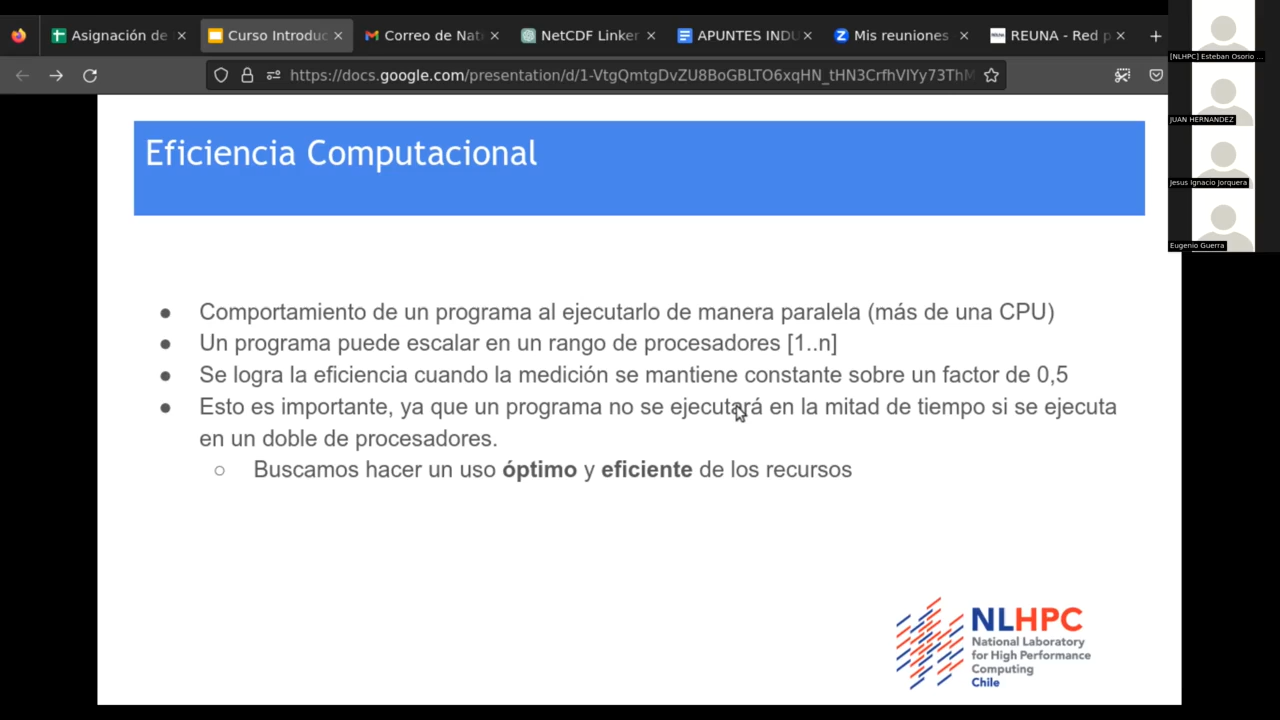 Asignación de
Curso Introduc
Correo de Nat
NetCDF Linker
APUNTES INDU
Mis reuniones
REUNA - Red p
https://docs.google.com/presentation/d/1-VtgQmtgDvZU8BoGBLTO6xqHN_tHN3CrfhVIYy73ThM
[NLHPC] Esteban Osorio ...
JUAN HERNANDEZ
Jesus Ignacio Jorquera
Eugenio Guerra
Eficiencia Computacional
● Comportamiento de un programa al ejecutarlo de manera paralela (más de una CPU)
● Un programa puede escalar en un rango de procesadores [1..n]
● Se logra la eficiencia cuando la medición se mantiene constante sobre un factor de 0,5
● Esto es importante, ya que un programa no se ejecutará en la mitad de tiempo si se ejecuta
en un doble de procesadores.
○ Buscamos hacer un uso óptimo y eficiente de los recursos
NLHPC
National Laboratory
for High Performance
Computing
Chile